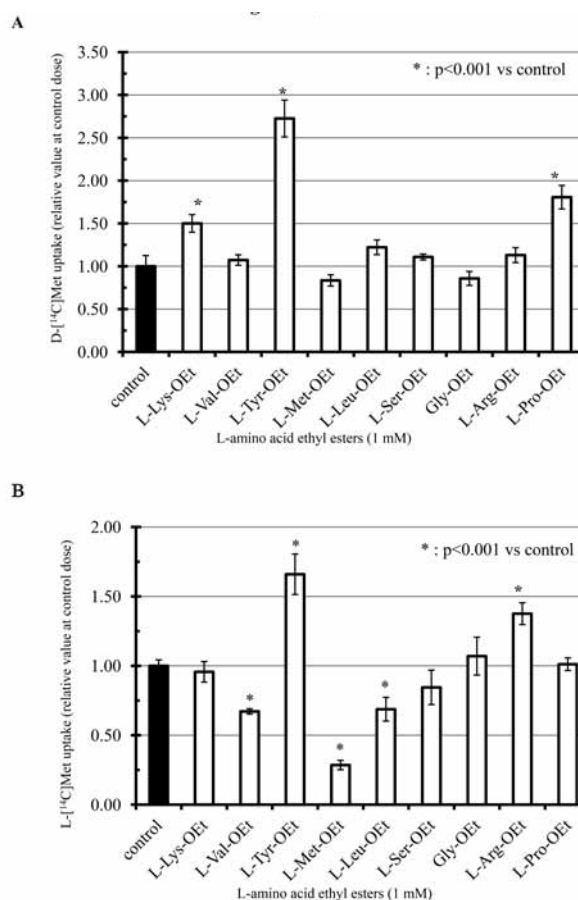 A
* : p<0.001 vs control
D-[¹⁴C]Met uptake (relative value at control dose)
3.50
3.00
2.50
2.00
1.50
1.00
0.50
0.00
*
*
*
control
L-Lys-OEt
L-Val-OEt
L-Tyr-OEt
L-Met-OEt
L-Leu-OEt
L-Ser-OEt
Gly-OEt
L-Arg-OEt
L-Pro-OEt
L-amino acid ethyl esters (1 mM)
B
* : p<0.001 vs control
L-[¹⁴C]Met uptake (relative value at control dose)
2.00
1.50
1.00
0.50
0.00
*
*
*
*
*
control
L-Lys-OEt
L-Val-OEt
L-Tyr-OEt
L-Met-OEt
L-Leu-OEt
L-Ser-OEt
Gly-OEt
L-Arg-OEt
L-Pro-OEt
L-amino acid ethyl esters (1 mM)